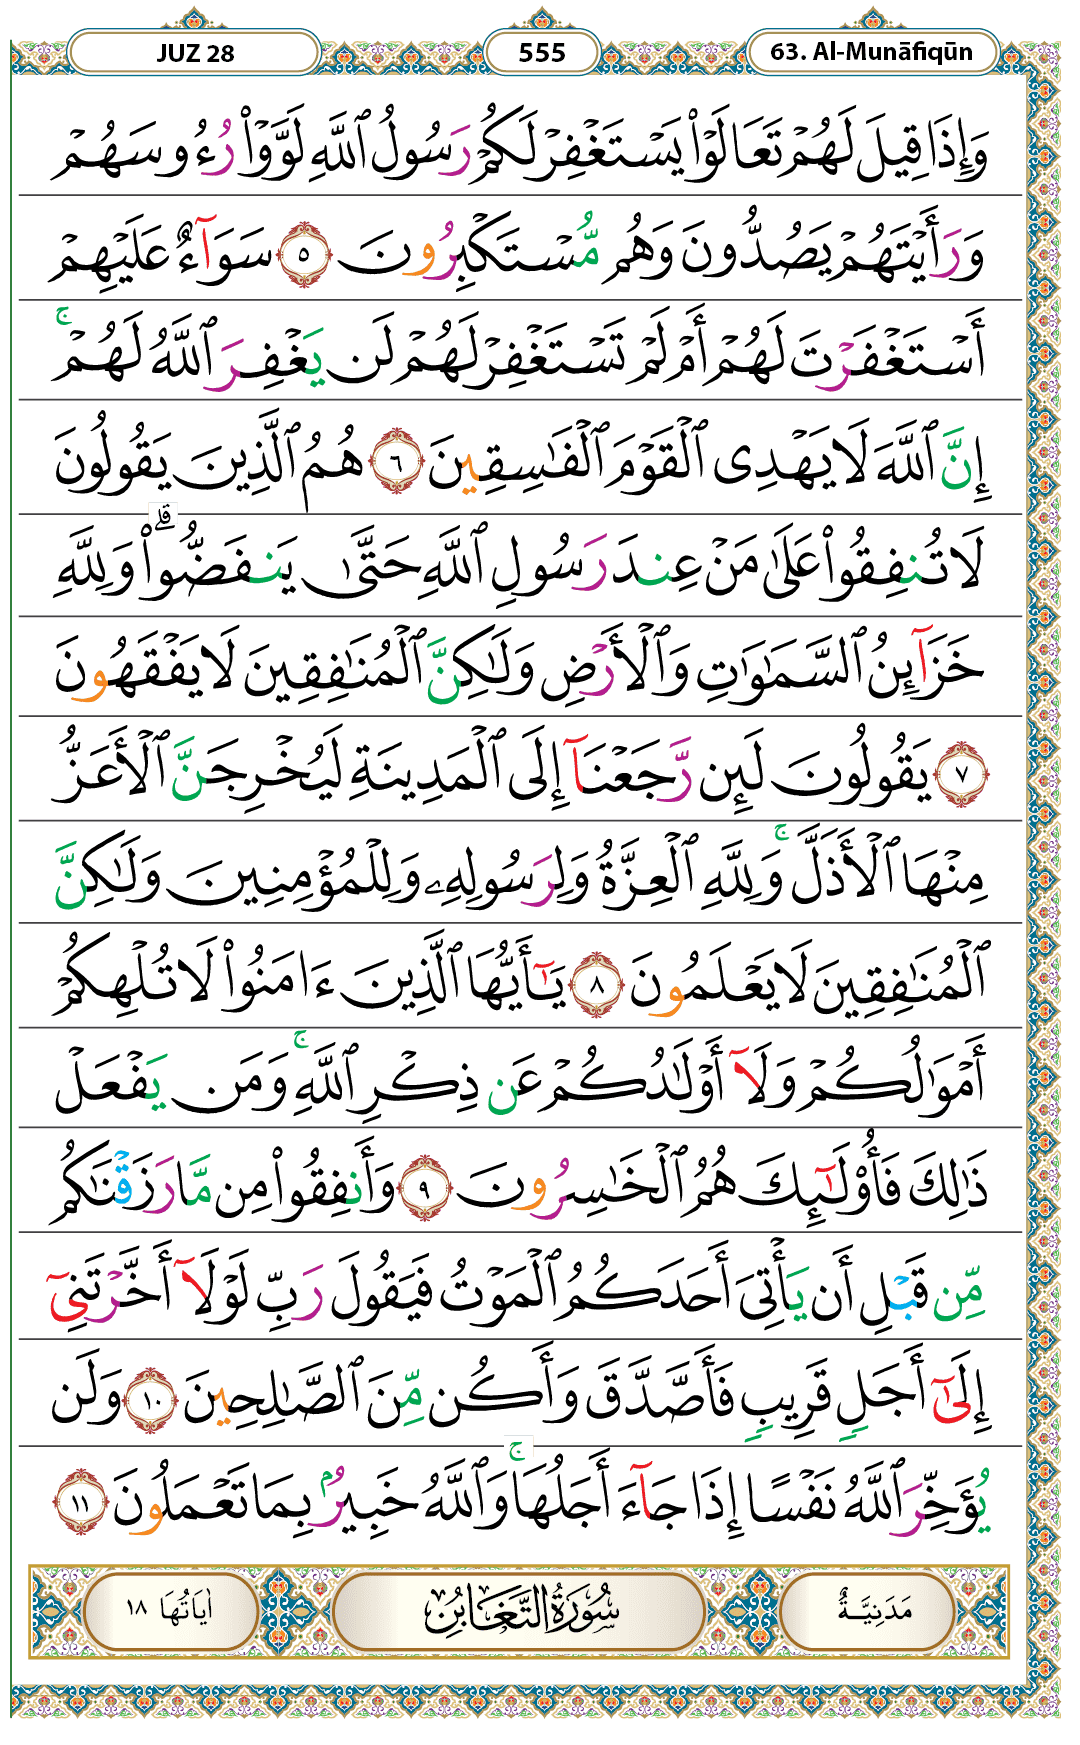 JUZ 28 555 63. Al-Munāfiqūn
وَإِذَا قِيلَ لَهُمْ تَعَالَوْا۟ يَسْتَغْفِرْ لَكُمْ رَسُولُ ٱللَّهِ لَوَّوْا۟ رُءُوسَهُمْ
وَرَأَيْتَهُمْ يَصُدُّونَ وَهُم مُّسْتَكْبِرُونَ ٥ سَوَآءٌ عَلَيْهِمْ
أَسْتَغْفَرْتَ لَهُمْ أَمْ لَمْ تَسْتَغْفِرْ لَهُمْ لَن يَغْفِرَ ٱللَّهُ لَهُمْ ۚ
إِنَّ ٱللَّهَ لَا يَهْدِى ٱلْقَوْمَ ٱلْفَـٰسِقِينَ ٦ هُمُ ٱلَّذِينَ يَقُولُونَ
لَا تُنفِقُوا۟ عَلَىٰ مَنْ عِندَ رَسُولِ ٱللَّهِ حَتَّىٰ يَنفَضُّوا۟ ۗ وَلِلَّهِ
خَزَآئِنُ ٱلسَّمَـٰوَٰتِ وَٱلْأَرْضِ وَلَـٰكِنَّ ٱلْمُنَـٰفِقِينَ لَا يَفْقَهُونَ
٧ يَقُولُونَ لَئِن رَّجَعْنَآ إِلَى ٱلْمَدِينَةِ لَيُخْرِجَنَّ ٱلْأَعَزُّ
مِنْهَا ٱلْأَذَلَّ ۚ وَلِلَّهِ ٱلْعِزَّةُ وَلِرَسُولِهِۦ وَلِلْمُؤْمِنِينَ وَلَـٰكِنَّ
ٱلْمُنَـٰفِقِينَ لَا يَعْلَمُونَ ٨ يَـٰٓأَيُّهَا ٱلَّذِينَ ءَامَنُوا۟ لَا تُلْهِكُمْ
أَمْوَٰلُكُمْ وَلَآ أَوْلَـٰدُكُمْ عَن ذِكْرِ ٱللَّهِ ۚ وَمَن يَفْعَلْ
ذَٰلِكَ فَأُو۟لَـٰٓئِكَ هُمُ ٱلْخَـٰسِرُونَ ٩ وَأَنفِقُوا۟ مِن مَّا رَزَقْنَـٰكُم
مِّن قَبْلِ أَن يَأْتِىَ أَحَدَكُمُ ٱلْمَوْتُ فَيَقُولَ رَبِّ لَوْلَآ أَخَّرْتَنِىٓ
إِلَىٰٓ أَجَلٍ قَرِيبٍ فَأَصَّدَّقَ وَأَكُن مِّنَ ٱلصَّـٰلِحِينَ ١٠ وَلَن
يُؤَخِّرَ ٱللَّهُ نَفْسًا إِذَا جَآءَ أَجَلُهَا ۚ وَٱللَّهُ خَبِيرٌۢ بِمَا تَعْمَلُونَ ١١
مَدَنِيَّةٌ سُورَةُ التَّغَابُنِ اٰيَاتُهَا ١٨